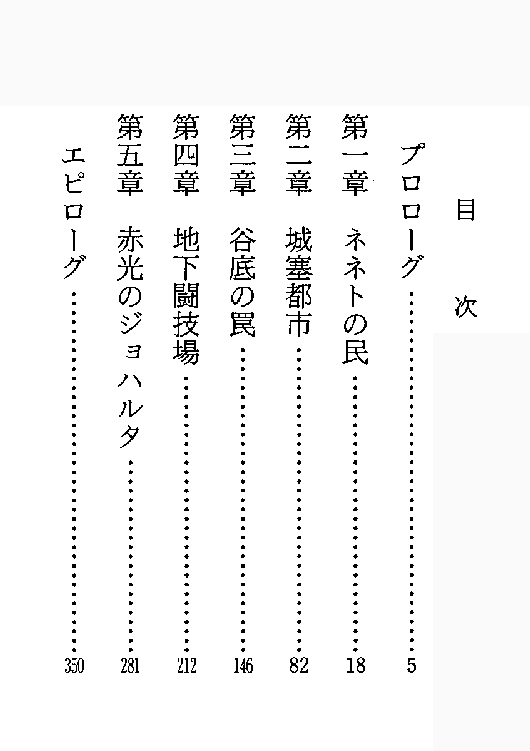 目次
プロローグ……………………5
第一章 ネネトの民……………………18
第二章 城塞都市……………………82
第三章 谷底の罠……………………146
第四章 地下闘技場……………………212
第五章 赤光のジョハルタ……………………281
エピローグ……………………350